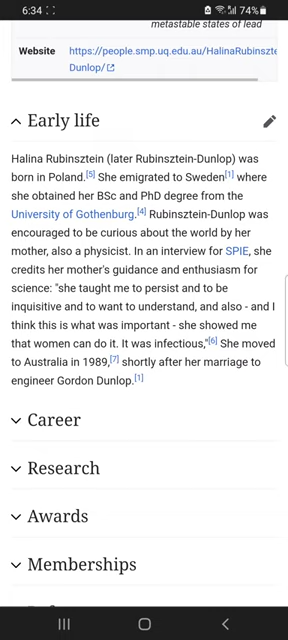 6:34
74%
metastable states of lead
Website https://people.smp.uq.edu.au/HalinaRubinszte
Dunlop/
Early life
Halina Rubinsztein (later Rubinsztein-Dunlop) was
born in Poland.[5] She emigrated to Sweden[1] where
she obtained her BSc and PhD degree from the
University of Gothenburg.[4] Rubinsztein-Dunlop was
encouraged to be curious about the world by her
mother, also a physicist. In an interview for SPIE, she
credits her mother's guidance and enthusiasm for
science: "she taught me to persist and to be
inquisitive and to want to understand, and also - and I
think this is what was important - she showed me
that women can do it. It was infectious,"[6] She moved
to Australia in 1989,[7] shortly after her marriage to
engineer Gordon Dunlop.[1]
Career
Research
Awards
Memberships